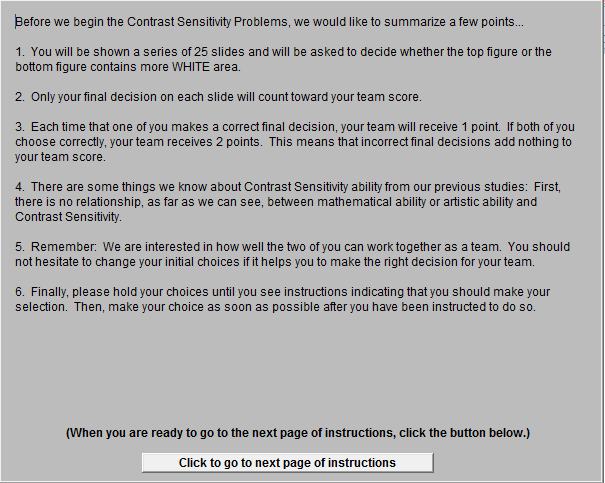 Before we begin the Contrast Sensitivity Problems, we would like to summarize a few points...
1.  You will be shown a series of 25 slides and will be asked to decide whether the top figure or the
bottom figure contains more WHITE area.
2.  Only your final decision on each slide will count toward your team score.
3.  Each time that one of you makes a correct final decision, your team will receive 1 point.  If both of you
choose correctly, your team receives 2 points.  This means that incorrect final decisions add nothing to
your team score.
4.  There are some things we know about Contrast Sensitivity ability from our previous studies:  First,
there is no relationship, as far as we can see, between mathematical ability or artistic ability and
Contrast Sensitivity.
5.  Remember:  We are interested in how well the two of you can work together as a team.  You should
not hesitate to change your initial choices if it helps you to make the right decision for your team.
6.  Finally, please hold your choices until you see instructions indicating that you should make your
selection.  Then, make your choice as soon as possible after you have been instructed to do so.
(When you are ready to go to the next page of instructions, click the button below.)
Click to go to next page of instructions